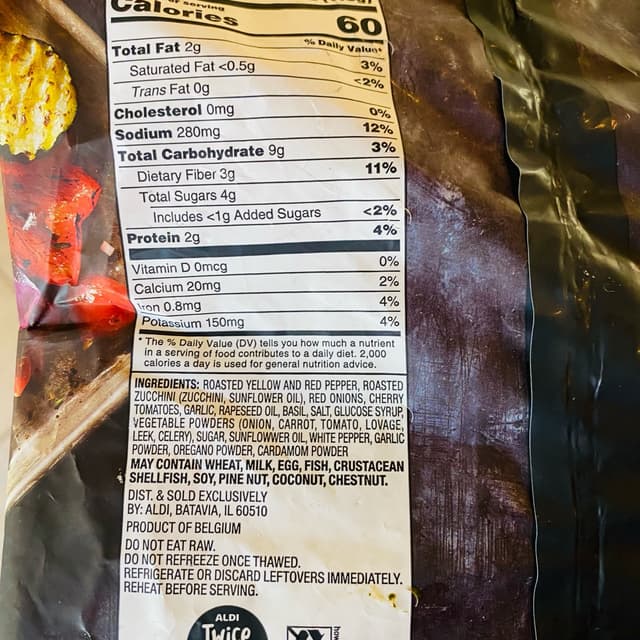 Calories 60
% Daily Value*
Total Fat 2g 3%
Saturated Fat <0.5g <2%
Trans Fat 0g
Cholesterol 0mg 0%
Sodium 280mg 12%
Total Carbohydrate 9g 3%
Dietary Fiber 3g 11%
Total Sugars 4g
Includes <1g Added Sugars <2%
Protein 2g 4%
Vitamin D 0mcg 0%
Calcium 20mg 2%
Iron 0.8mg 4%
Potassium 150mg 4%
* The % Daily Value (DV) tells you how much a nutrient
in a serving of food contributes to a daily diet. 2,000
calories a day is used for general nutrition advice.
INGREDIENTS: ROASTED YELLOW AND RED PEPPER, ROASTED
ZUCCHINI (ZUCCHINI, SUNFLOWER OIL), RED ONIONS, CHERRY
TOMATOES, GARLIC, RAPESEED OIL, BASIL, SALT, GLUCOSE SYRUP,
VEGETABLE POWDERS (ONION, CARROT, TOMATO, LOVAGE,
LEEK, CELERY), SUGAR, SUNFLOWWER OIL, WHITE PEPPER, GARLIC
POWDER, OREGANO POWDER, CARDAMOM POWDER
MAY CONTAIN WHEAT, MILK, EGG, FISH, CRUSTACEAN
SHELLFISH, SOY, PINE NUT, COCONUT, CHESTNUT.
DIST. & SOLD EXCLUSIVELY
BY: ALDI, BATAVIA, IL 60510
PRODUCT OF BELGIUM
DO NOT EAT RAW.
DO NOT REFREEZE ONCE THAWED.
REFRIGERATE OR DISCARD LEFTOVERS IMMEDIATELY.
REHEAT BEFORE SERVING.
ALDI
Twice